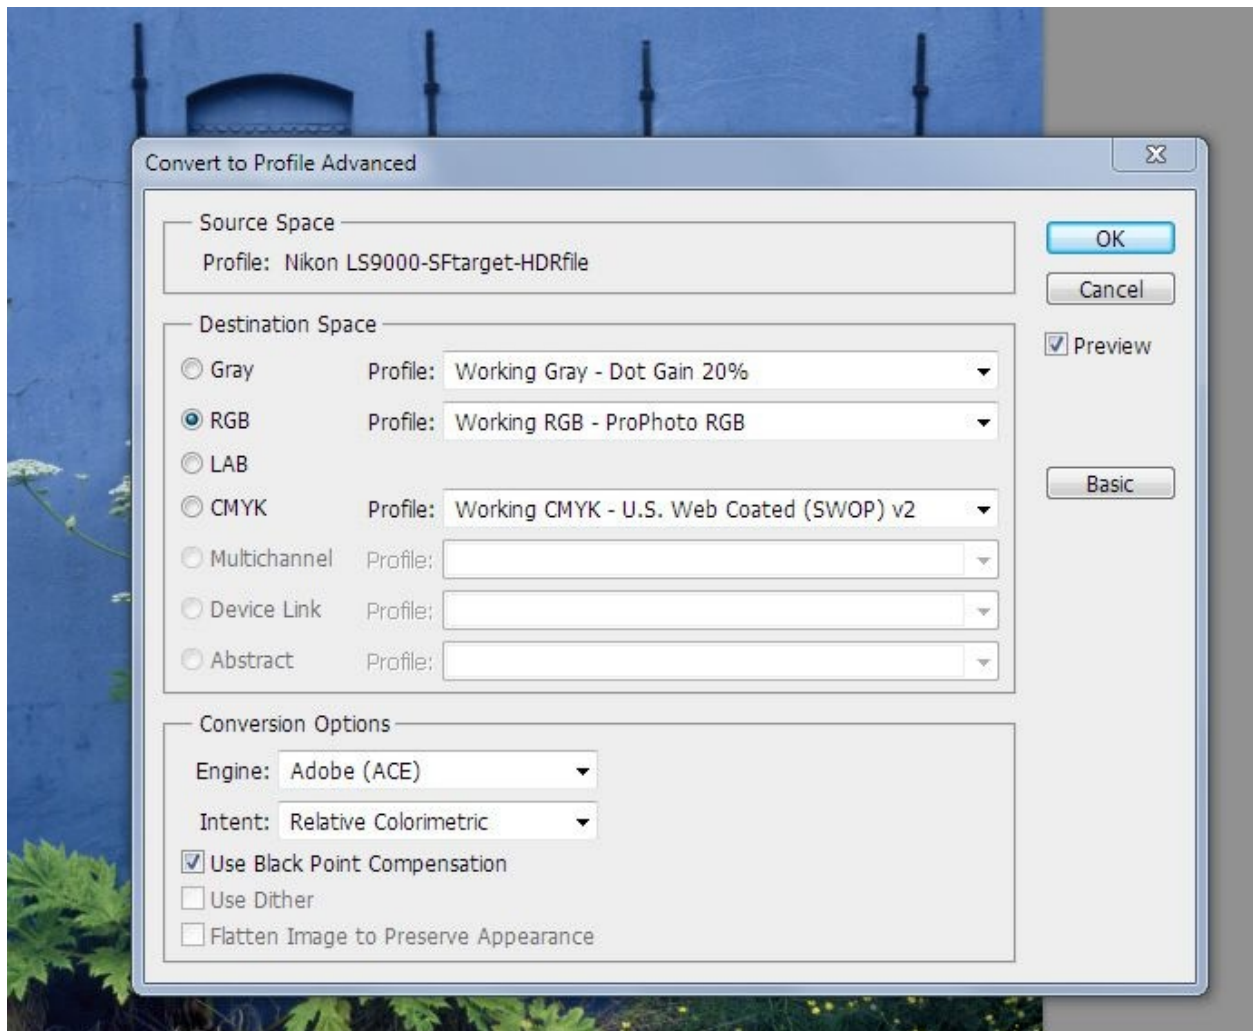 Convert to Profile Advanced
Source Space
Profile: Nikon LS9000-SFtarget-HDRfile
OK
Cancel
Preview
Basic
Destination Space
Gray Profile: Working Gray - Dot Gain 20%
RGB Profile: Working RGB - ProPhoto RGB
LAB
CMYK Profile: Working CMYK - U.S. Web Coated (SWOP) v2
Multichannel Profile:
Device Link Profile:
Abstract Profile:
Conversion Options
Engine: Adobe (ACE)
Intent: Relative Colorimetric
Use Black Point Compensation
Use Dither
Flatten Image to Preserve Appearance